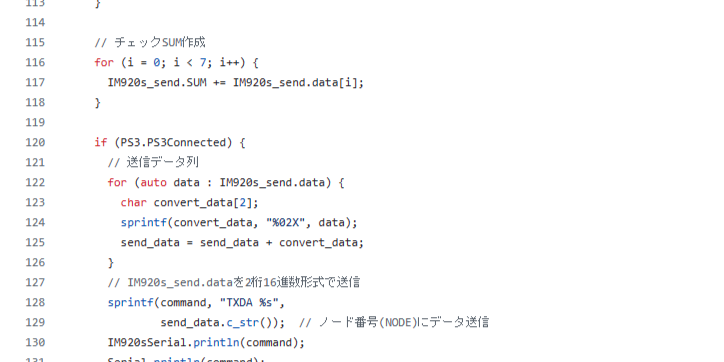 113 }
114
115 // チェックSUM作成
116 for (i = 0; i < 7; i++) {
117 IM920s_send.SUM += IM920s_send.data[i];
118 }
119
120 if (PS3.PS3Connected) {
121 // 送信データ列
122 for (auto data : IM920s_send.data) {
123 char convert_data[2];
124 sprintf(convert_data, "%02X", data);
125 send_data = send_data + convert_data;
126 }
127 // IM920s_send.dataを2桁16進数形式で送信
128 sprintf(command, "TXDA %s",
129 send_data.c_str()); // ノード番号(NODE)にデータ送信
130 IM920sSerial.println(command);
131 Serial.println(command);